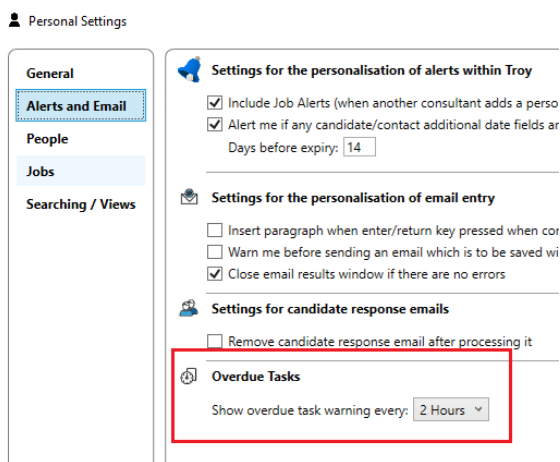 Personal Settings
General
Alerts and Email
People
Jobs
Searching / Views
Settings for the personalisation of alerts within Troy
Include Job Alerts (when another consultant adds a perso
Alert me if any candidate/contact additional date fields ar
Days before expiry: 14
Settings for the personalisation of email entry
Insert paragraph when enter/return key pressed when cor
Warn me before sending an email which is to be saved wi
Close email results window if there are no errors
Settings for candidate response emails
Remove candidate response email after processing it
Overdue Tasks
Show overdue task warning every: 2 Hours